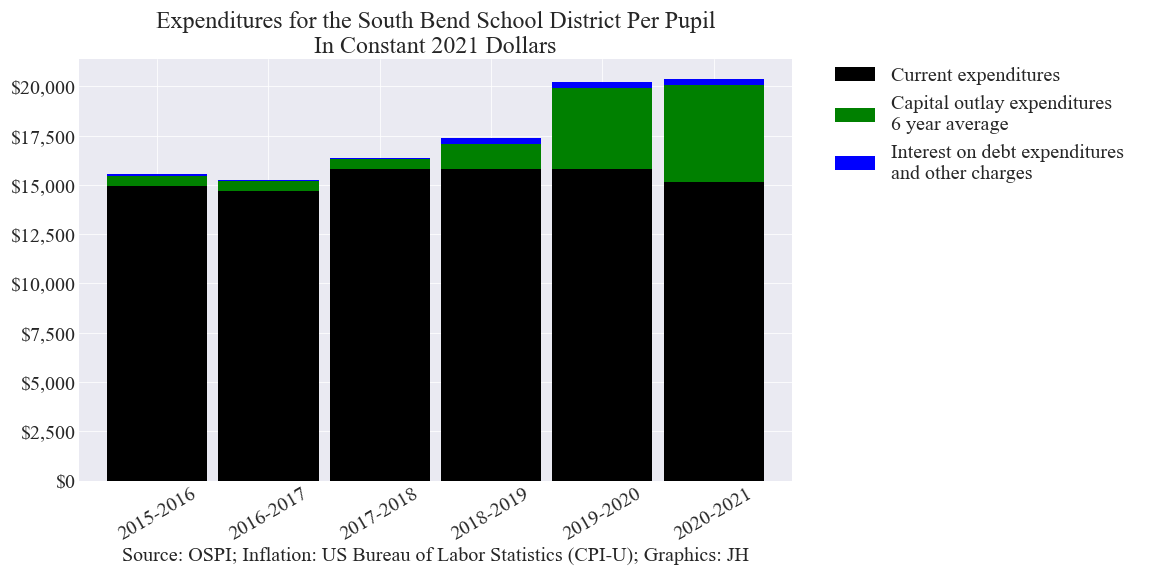 Expenditures for the South Bend School District Per Pupil
In Constant 2021 Dollars
$20,000
$17,500
$15,000
$12,500
$10,000
$7,500
$5,000
$2,500
$0
2015-2016
2016-2017
2017-2018
2018-2019
2019-2020
2020-2021
Current expenditures
Capital outlay expenditures
6 year average
Interest on debt expenditures
and other charges
Source: OSPI; Inflation: US Bureau of Labor Statistics (CPI-U); Graphics: JH